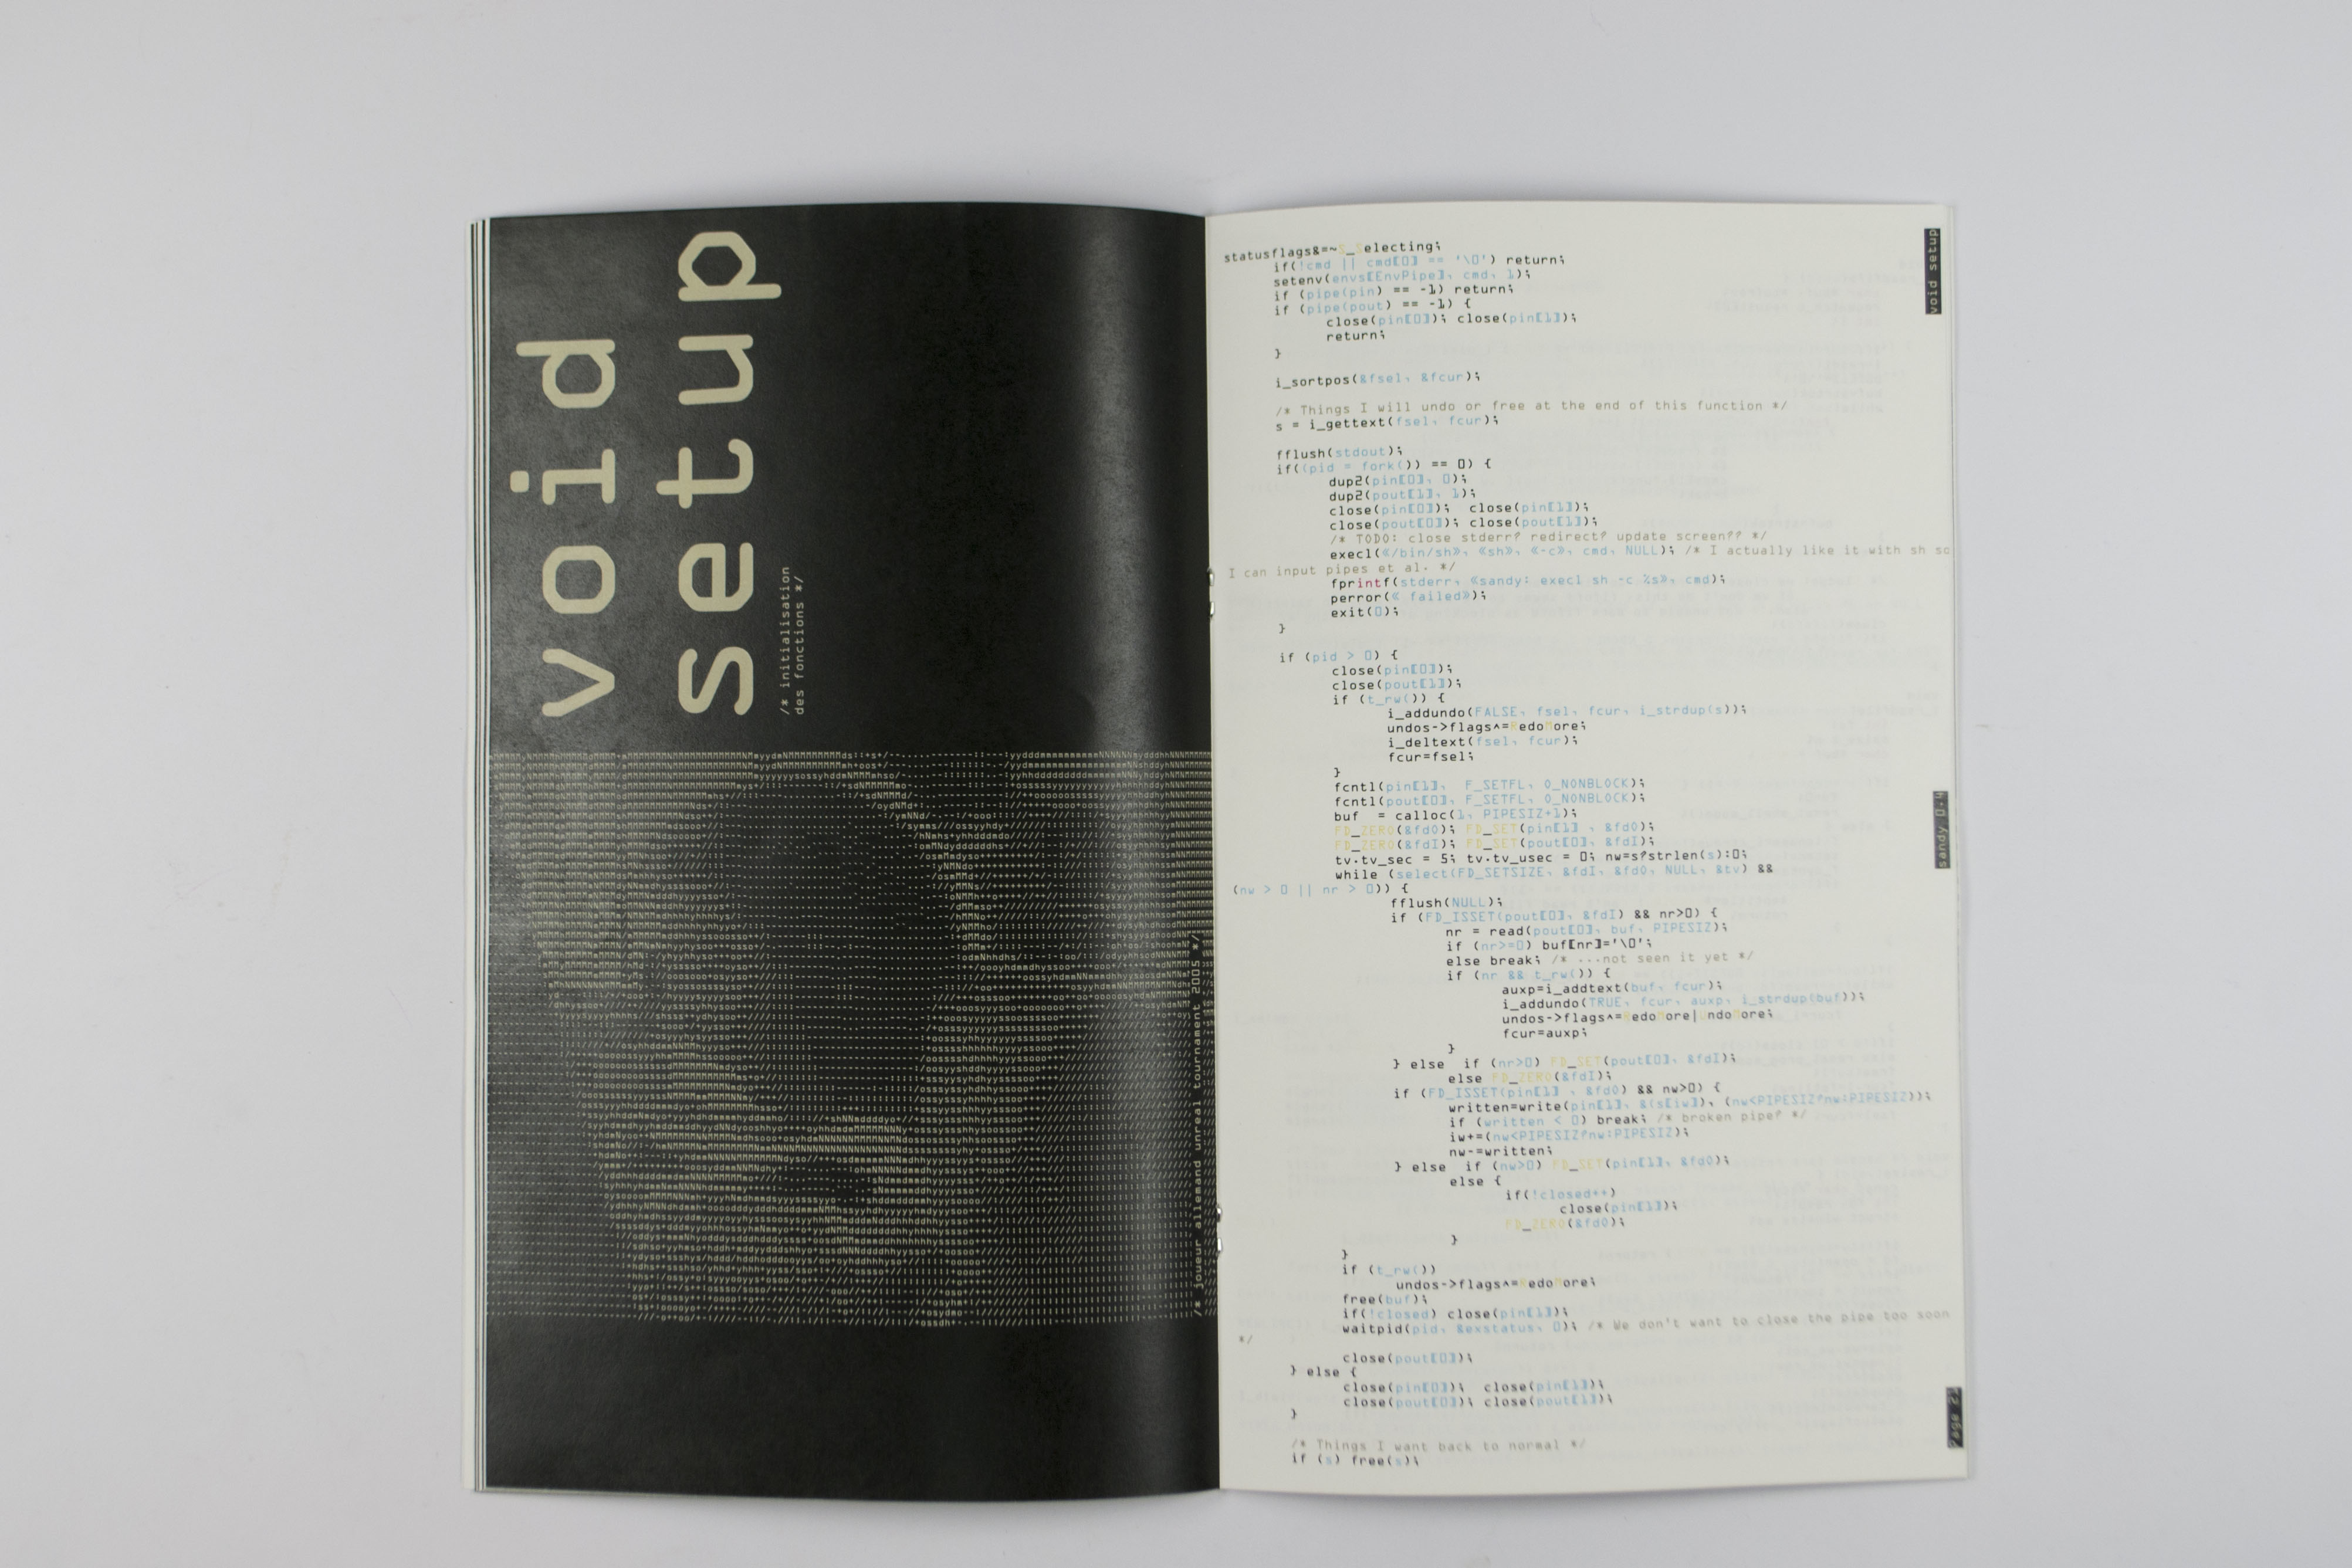 void
setup
/* initialisation
des fonctions */
/* joueur allemand unreal tournament 2005 */
statusflags&=~S_Selecting;
if(!cmd || cmd[0] == '\0') return;
setenv(envs[EnvPipe], cmd, 1);
if (pipe(pin) == -1) return;
if (pipe(pout) == -1) {
close(pin[0]); close(pin[1]);
return;
}
i_sortpos(&fsel, &fcur);
/* Things I will undo or free at the end of this function */
s = i_gettext(fsel, fcur);
fflush(stdout);
if((pid = fork()) == 0) {
dup2(pin[0], 0);
dup2(pout[1], 1);
close(pin[0]);  close(pin[1]);
close(pout[0]); close(pout[1]);
/* TODO: close stderr? redirect? update screen?? */
execl(«/bin/sh», «sh», «-c», cmd, NULL); /* I actually like it with sh so
I can input pipes et al. */
fprintf(stderr, «sandy: execl sh -c %s», cmd);
perror(« failed»);
exit(0);
}
if (pid > 0) {
close(pin[0]);
close(pout[1]);
if (t_rw()) {
i_addundo(FALSE, fsel, fcur, i_strdup(s));
undos->flags^=RedoMore;
i_deltext(fsel, fcur);
fcur=fsel;
}
fcntl(pin[1],  F_SETFL, O_NONBLOCK);
fcntl(pout[0], F_SETFL, O_NONBLOCK);
buf  = calloc(1, PIPESIZ+1);
FD_ZERO(&fdO); FD_SET(pin[1] , &fdO);
FD_ZERO(&fdI); FD_SET(pout[0], &fdI);
tv.tv_sec = 5; tv.tv_usec = 0; nw=s?strlen(s):0;
while (select(FD_SETSIZE, &fdI, &fdO, NULL, &tv) &&
(nw > 0 || nr > 0)) {
fflush(NULL);
if (FD_ISSET(pout[0], &fdI) && nr>0) {
nr = read(pout[0], buf, PIPESIZ);
if (nr>=0) buf[nr]='\0';
else break; /* ...not seen it yet */
if (nr && t_rw()) {
auxp=i_addtext(buf, fcur);
i_addundo(TRUE, fcur, auxp, i_strdup(buf));
undos->flags^=RedoMore|UndoMore;
fcur=auxp;
}
} else  if (nr>0) FD_SET(pout[0], &fdI);
else FD_ZERO(&fdI);
if (FD_ISSET(pin[1] , &fdO) && nw>0) {
written=write(pin[1], &(s[iw]), (nw<PIPESIZ?nw:PIPESIZ));
if (written < 0) break; /* broken pipe? */
iw+=(nw<PIPESIZ?nw:PIPESIZ);
nw-=written;
} else  if (nw>0) FD_SET(pin[1], &fdO);
else {
if(!closed++)
close(pin[1]);
FD_ZERO(&fdO);
}
}
if (t_rw())
undos->flags^=RedoMore;
free(buf);
if(!closed) close(pin[1]);
waitpid(pid, &exstatus, 0); /* We don't want to close the pipe too soon
*/
close(pout[0]);
} else {
close(pin[0]);  close(pin[1]);
close(pout[0]); close(pout[1]);
}
/* Things I want back to normal */
if (s) free(s);
void setup
sandy 0.4